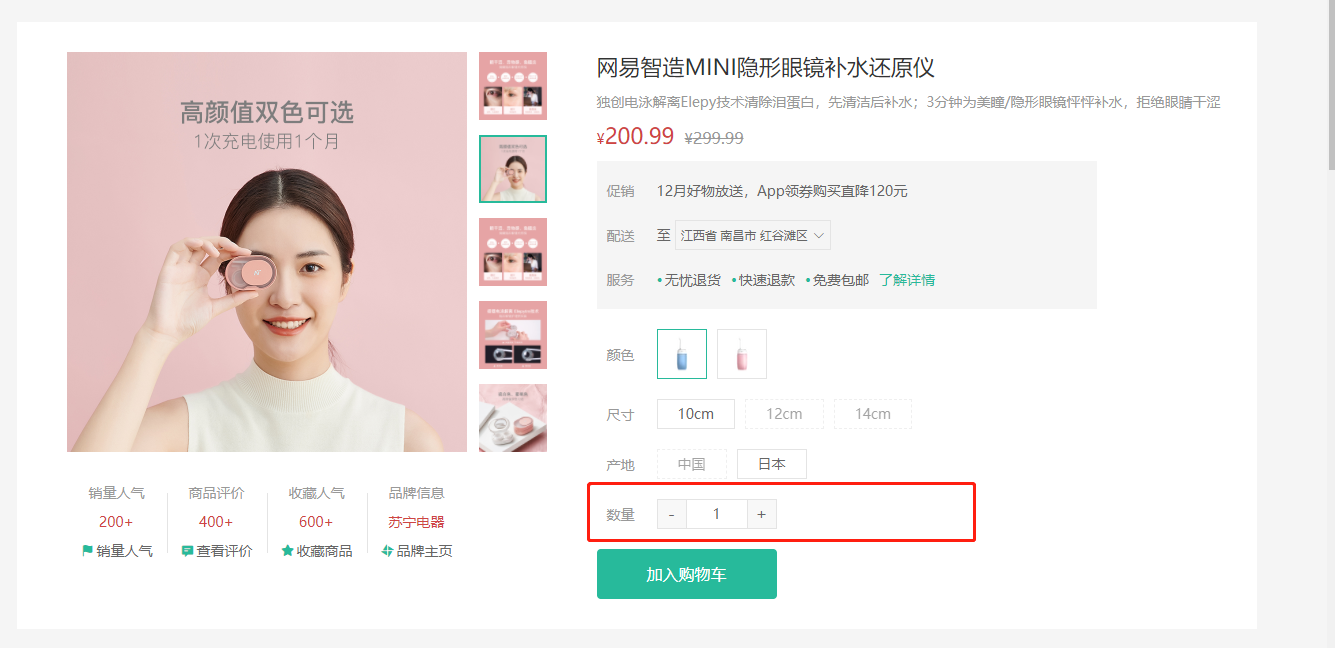 高颜值双色可选
1次充电使用1个月
网易智造MINI隐形眼镜补水还原仪
独创电泳解离Elepy技术清除泪蛋白，先清洁后补水；3分钟为美瞳/隐形眼镜怦怦补水，拒绝眼睛干涩
¥200.99 ¥299.99
促销 12月好物放送，App领券购买直降120元
配送 至 江西省 南昌市 红谷滩区
服务 •无忧退货 •快速退款 •免费包邮 了解详情
颜色
尺寸 10cm 12cm 14cm
产地 中国 日本
数量 - 1 +
加入购物车
销量人气 商品评价 收藏人气 品牌信息
200+ 400+ 600+ 苏宁电器
销量人气 查看评价 收藏商品 品牌主页